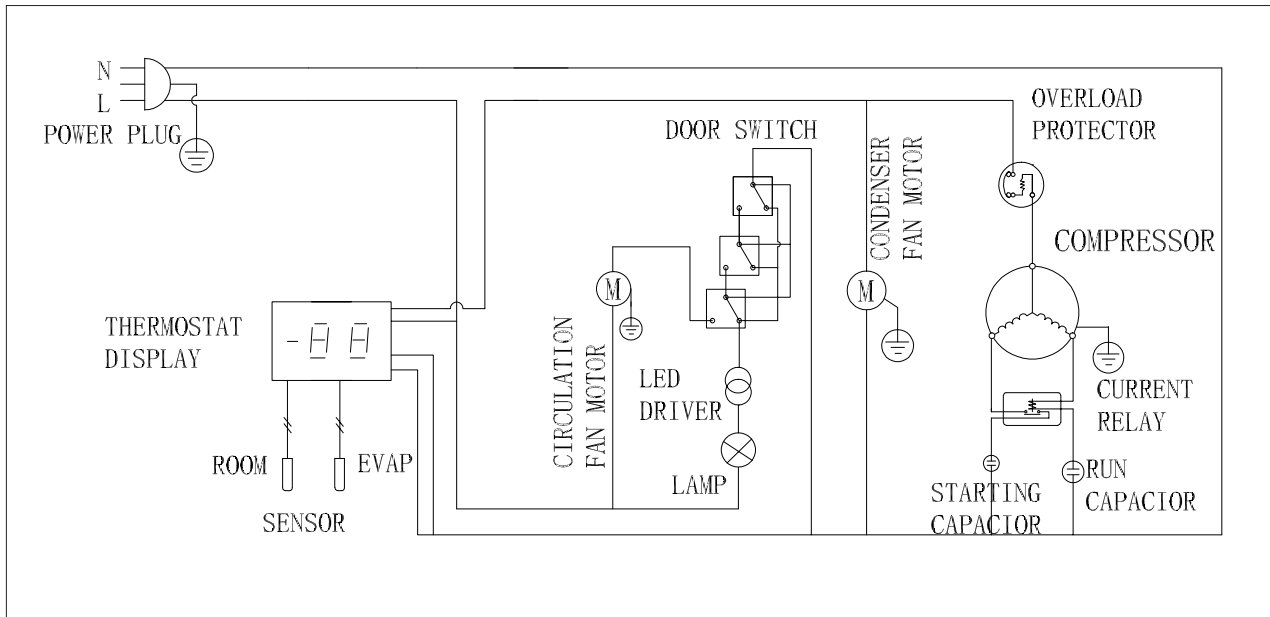 N
L
POWER PLUG
OVERLOAD
PROTECTOR
DOOR SWITCH
CONDENSER
FAN MOTOR
COMPRESSOR
M
M
THERMOSTAT
DISPLAY
-88
CIRCULATION
FAN MOTOR
LED
DRIVER
CURRENT
RELAY
ROOM
EVAP
SENSOR
LAMP
STARTING
CAPACIOR
RUN
CAPACIOR